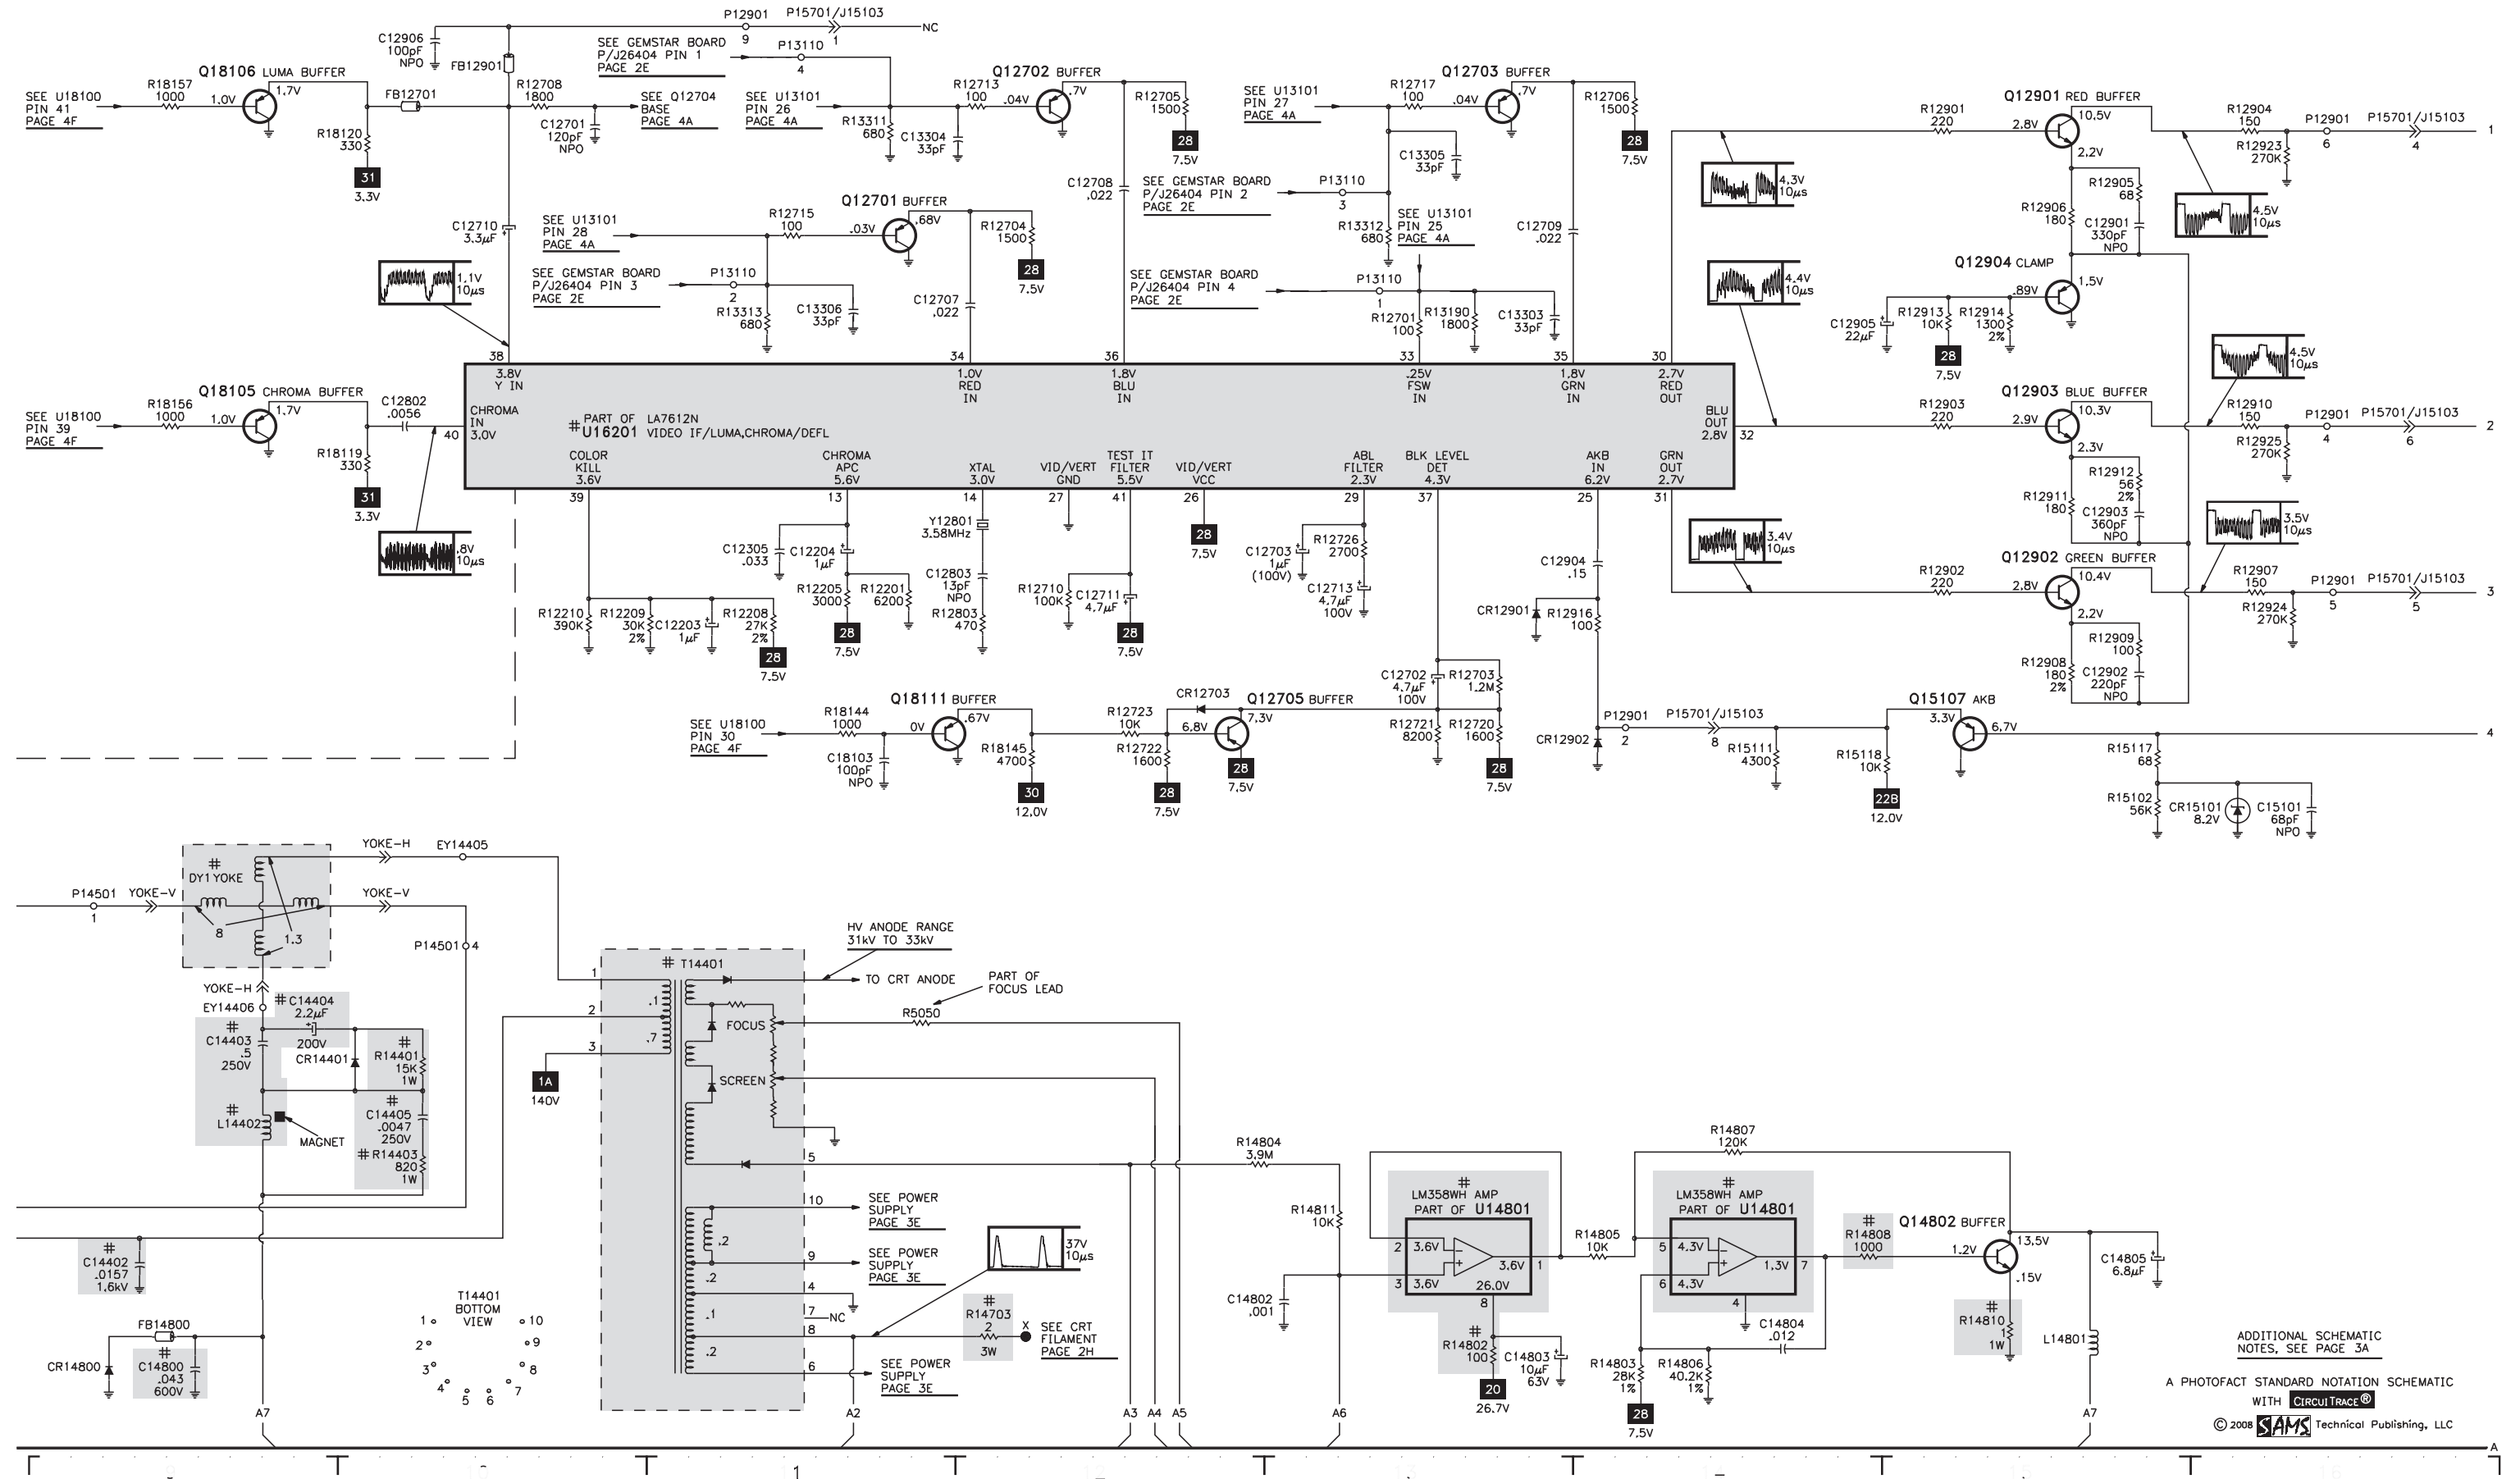 P12901
9
P15701/J15103
1
NC
C12906
100pF
NPO
FB12901
SEE GEMSTAR BOARD
P/J26404 PIN 1
PAGE 2E
P13110
4
Q18106 LUMA BUFFER
SEE U18100
PIN 41
PAGE 4F
R18157
1000
1.0V
1.7V
FB12701
R18120
330
31
3.3V
R12708
1800
C12701
120pF
NPO
SEE Q12704
BASE
PAGE 4A
SEE U13101
PIN 26
PAGE 4A
R13311
680
C13304
33pF
R12713
100
.04V
Q12702 BUFFER
.7V
R12705
1500
28
7.5V
C12708
.022
SEE U13101
PIN 27
PAGE 4A
R12717
100
.04V
Q12703 BUFFER
.7V
R12706
1500
28
7.5V
C13305
33pF
SEE GEMSTAR BOARD
P/J26404 PIN 2
PAGE 2E
P13110
3
R13312
680
SEE U13101
PIN 25
PAGE 4A
C12709
.022
C12710
3.3µF
SEE U13101
PIN 28
PAGE 4A
R12715
100
.03V
Q12701 BUFFER
.68V
R12704
1500
28
7.5V
SEE GEMSTAR BOARD
P/J26404 PIN 3
PAGE 2E
P13110
2
R13313
680
C13306
33pF
C12707
.022
SEE GEMSTAR BOARD
P/J26404 PIN 4
PAGE 2E
P13110
1
R12701
100
R13190
1800
C13303
33pF
1.1V
10µs
4.3V
10µs
4.4V
10µs
R12901
220
2.8V
Q12901 RED BUFFER
10.5V
2.2V
R12904
150
R12923
270K
P12901
6
P15701/J15103
4
1
R12905
68
R12906
180
C12901
330pF
NPO
4.5V
10µs
Q12904 CLAMP
.89V
1.5V
C12905
22µF
R12913
10K
R12914
1300
2%
28
7.5V
4.5V
10µs
38
3.8V
Y IN
34
1.0V
RED
IN
36
1.8V
BLU
IN
33
.25V
FSW
IN
35
1.8V
GRN
IN
30
2.7V
RED
OUT
Q18105 CHROMA BUFFER
SEE U18100
PIN 39
PAGE 4F
R18156
1000
1.0V
1.7V
C12802
.0056
40
CHROMA
IN
3.0V
R18119
330
31
3.3V
# PART OF LA7612N
U16201 VIDEO IF/LUMA,CHROMA/DEFL
BLU
OUT
2.8V
32
R12903
220
2.9V
Q12903 BLUE BUFFER
10.3V
2.3V
R12910
150
R12925
270K
P12901
4
P15701/J15103
6
2
R12912
56
2%
R12911
180
C12903
360pF
NPO
3.5V
10µs
COLOR
KILL
3.6V
39
CHROMA
APC
5.6V
13
XTAL
3.0V
14
VID/VERT
GND
27
TEST IT
FILTER
5.5V
41
VID/VERT
VCC
26
ABL
FILTER
2.3V
29
BLK LEVEL
DET
4.3V
37
AKB
IN
6.2V
25
GRN
OUT
2.7V
31
.8V
10µs
3.4V
10µs
R12210
390K
R12209
30K
2%
C12203
1µF
R12208
27K
2%
28
7.5V
C12305
.033
C12204
1µF
R12205
3000
R12201
6200
28
7.5V
Y12801
3.58MHz
C12803
13pF
NPO
R12803
470
R12710
100K
C12711
4.7µF
28
7.5V
28
7.5V
C12703
1µF
(100V)
R12726
2700
C12713
4.7µF
100V
C12904
.15
CR12901
R12916
100
R12902
220
2.8V
Q12902 GREEN BUFFER
10.4V
2.2V
R12907
150
R12924
270K
P12901
5
P15701/J15103
5
3
R12909
100
R12908
180
2%
C12902
220pF
NPO
SEE U18100
PIN 30
PAGE 4F
R18144
1000
C18103
100pF
NPO
0V
Q18111 BUFFER
.67V
R18145
4700
30
12.0V
R12723
10K
R12722
1600
28
7.5V
CR12703
6.8V
Q12705 BUFFER
7.3V
28
7.5V
C12702
4.7µF
100V
R12703
1.2M
R12721
8200
R12720
1600
28
7.5V
CR12902
P12901
2
P15701/J15103
8
R15111
4300
R15118
10K
22B
12.0V
Q15107 AKB
3.3V
6.7V
4
R15117
68
R15102
56K
CR15101
8.2V
C15101
68pF
NPO
P14501
1
YOKE-V
#
DY1 YOKE
8
1.3
YOKE-H
EY14405
YOKE-V
P14501
4
YOKE-H
EY14406
# C14404
2.2µF
200V
#
C14403
.5
250V
CR14401
#
R14401
15K
1W
#
L14402
MAGNET
#
C14405
.0047
250V
# R14403
820
1W
#
C14402
.0157
1.6kV
FB14800
CR14800
#
C14800
.043
600V
A7
T14401
BOTTOM
VIEW
1
2
3
4
5
6
7
8
9
10
1A
140V
# T14401
1
2
3
.1
.7
FOCUS
SCREEN
HV ANODE RANGE
31kV TO 33kV
TO CRT ANODE
PART OF
FOCUS LEAD
R5050
5
10
SEE POWER
SUPPLY
PAGE 3E
.2
9
SEE POWER
SUPPLY
PAGE 3E
.2
4
.1
7
NC
8
.2
6
SEE POWER
SUPPLY
PAGE 3E
37V
10µs
#
R14703
2
3W
X
SEE CRT
FILAMENT
PAGE 2H
A2
A3
A4
A5
A6
R14804
3.9M
R14811
10K
C14802
.001
#
LM358WH AMP
PART OF U14801
2
3.6V
3
3.6V
3.6V
1
26.0V
8
#
R14802
100
20
26.7V
C14803
10µF
63V
R14805
10K
R14807
120K
#
LM358WH AMP
PART OF U14801
5
4.3V
6
4.3V
1.3V
7
4
C14804
.012
R14803
28K
1%
28
7.5V
R14806
40.2K
1%
#
R14808
1000
Q14802 BUFFER
1.2V
13.5V
.15V
#
R14810
1
1W
L14801
C14805
6.8µF
A7
ADDITIONAL SCHEMATIC
NOTES, SEE PAGE 3A
A PHOTOFACT STANDARD NOTATION SCHEMATIC
WITH CIRCUITRACE®
© 2008 SAMS Technical Publishing, LLC
A